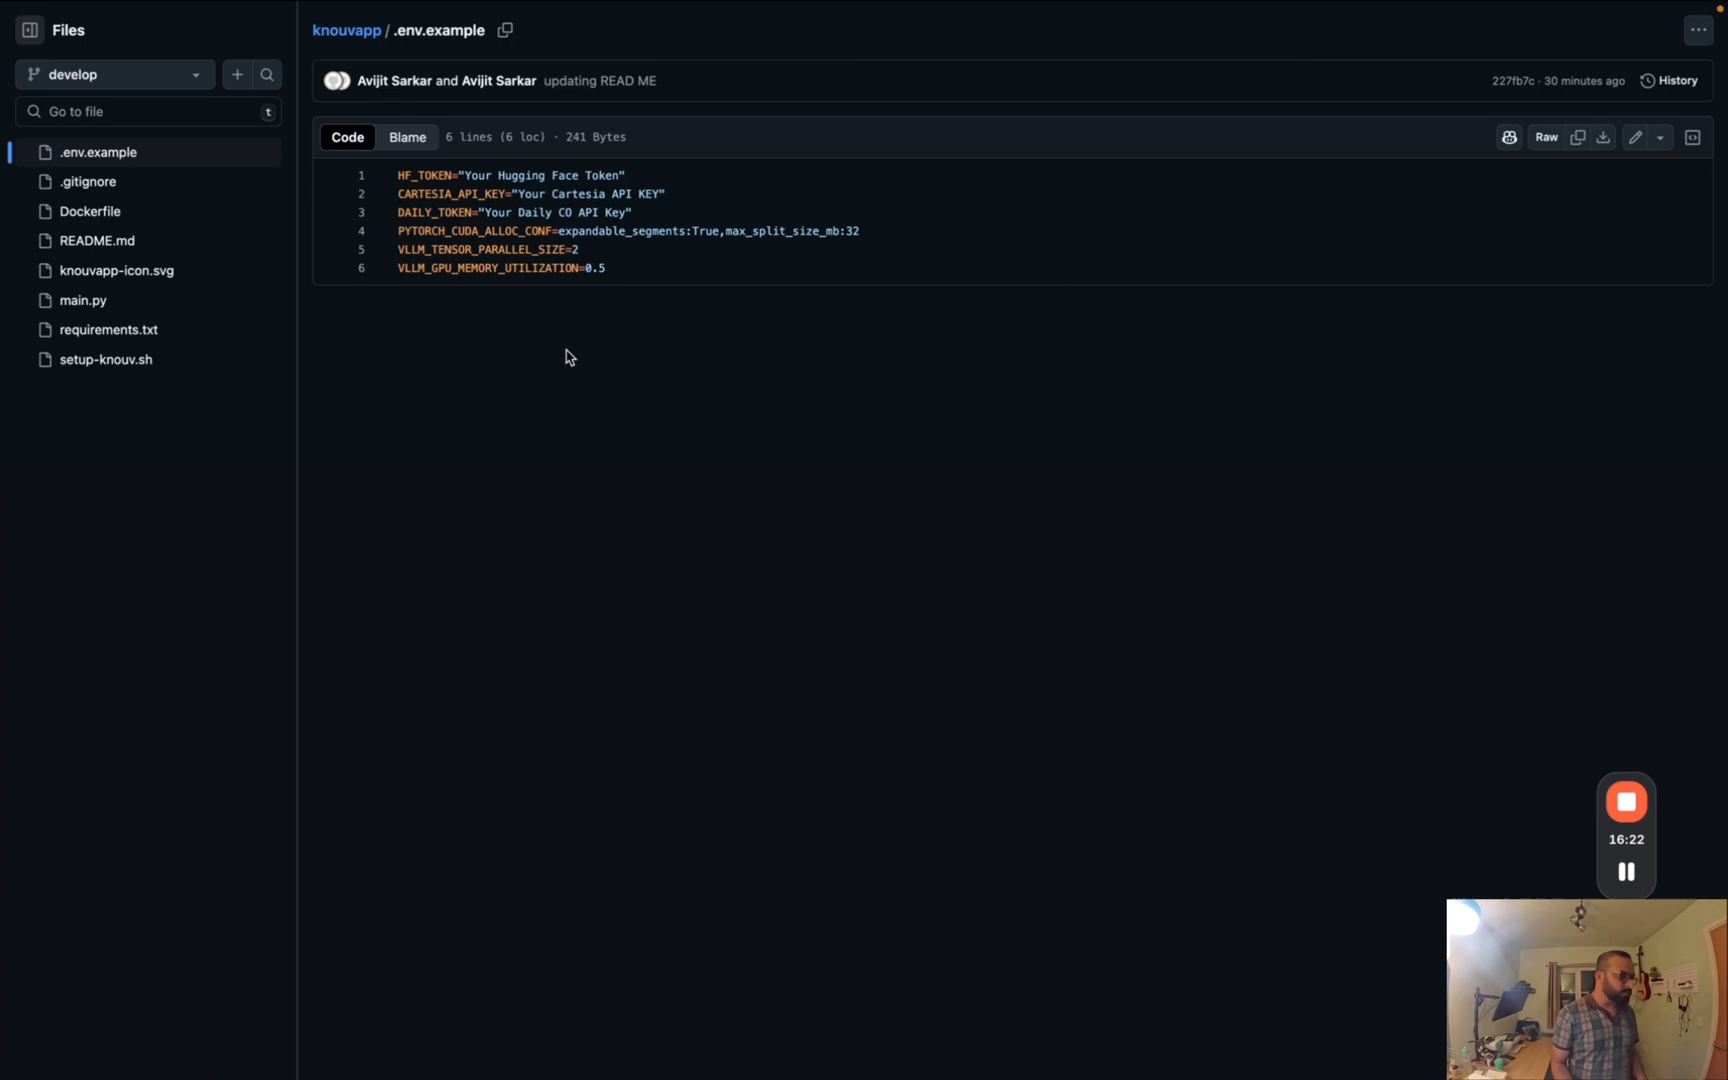 Files
develop
Go to file
t
.env.example
.gitignore
Dockerfile
README.md
knouvapp-icon.svg
main.py
requirements.txt
setup-knouv.sh
knouvapp / .env.example
Avijit Sarkar and Avijit Sarkar updating READ ME
227fb7c · 30 minutes ago
History
Code
Blame
6 lines (6 loc) · 241 Bytes
Raw
1 HF_TOKEN="Your Hugging Face Token"
2 CARTESIA_API_KEY="Your Cartesia API KEY"
3 DAILY_TOKEN="Your Daily CO API Key"
4 PYTORCH_CUDA_ALLOC_CONF=expandable_segments:True,max_split_size_mb:32
5 VLLM_TENSOR_PARALLEL_SIZE=2
6 VLLM_GPU_MEMORY_UTILIZATION=0.5
16:22